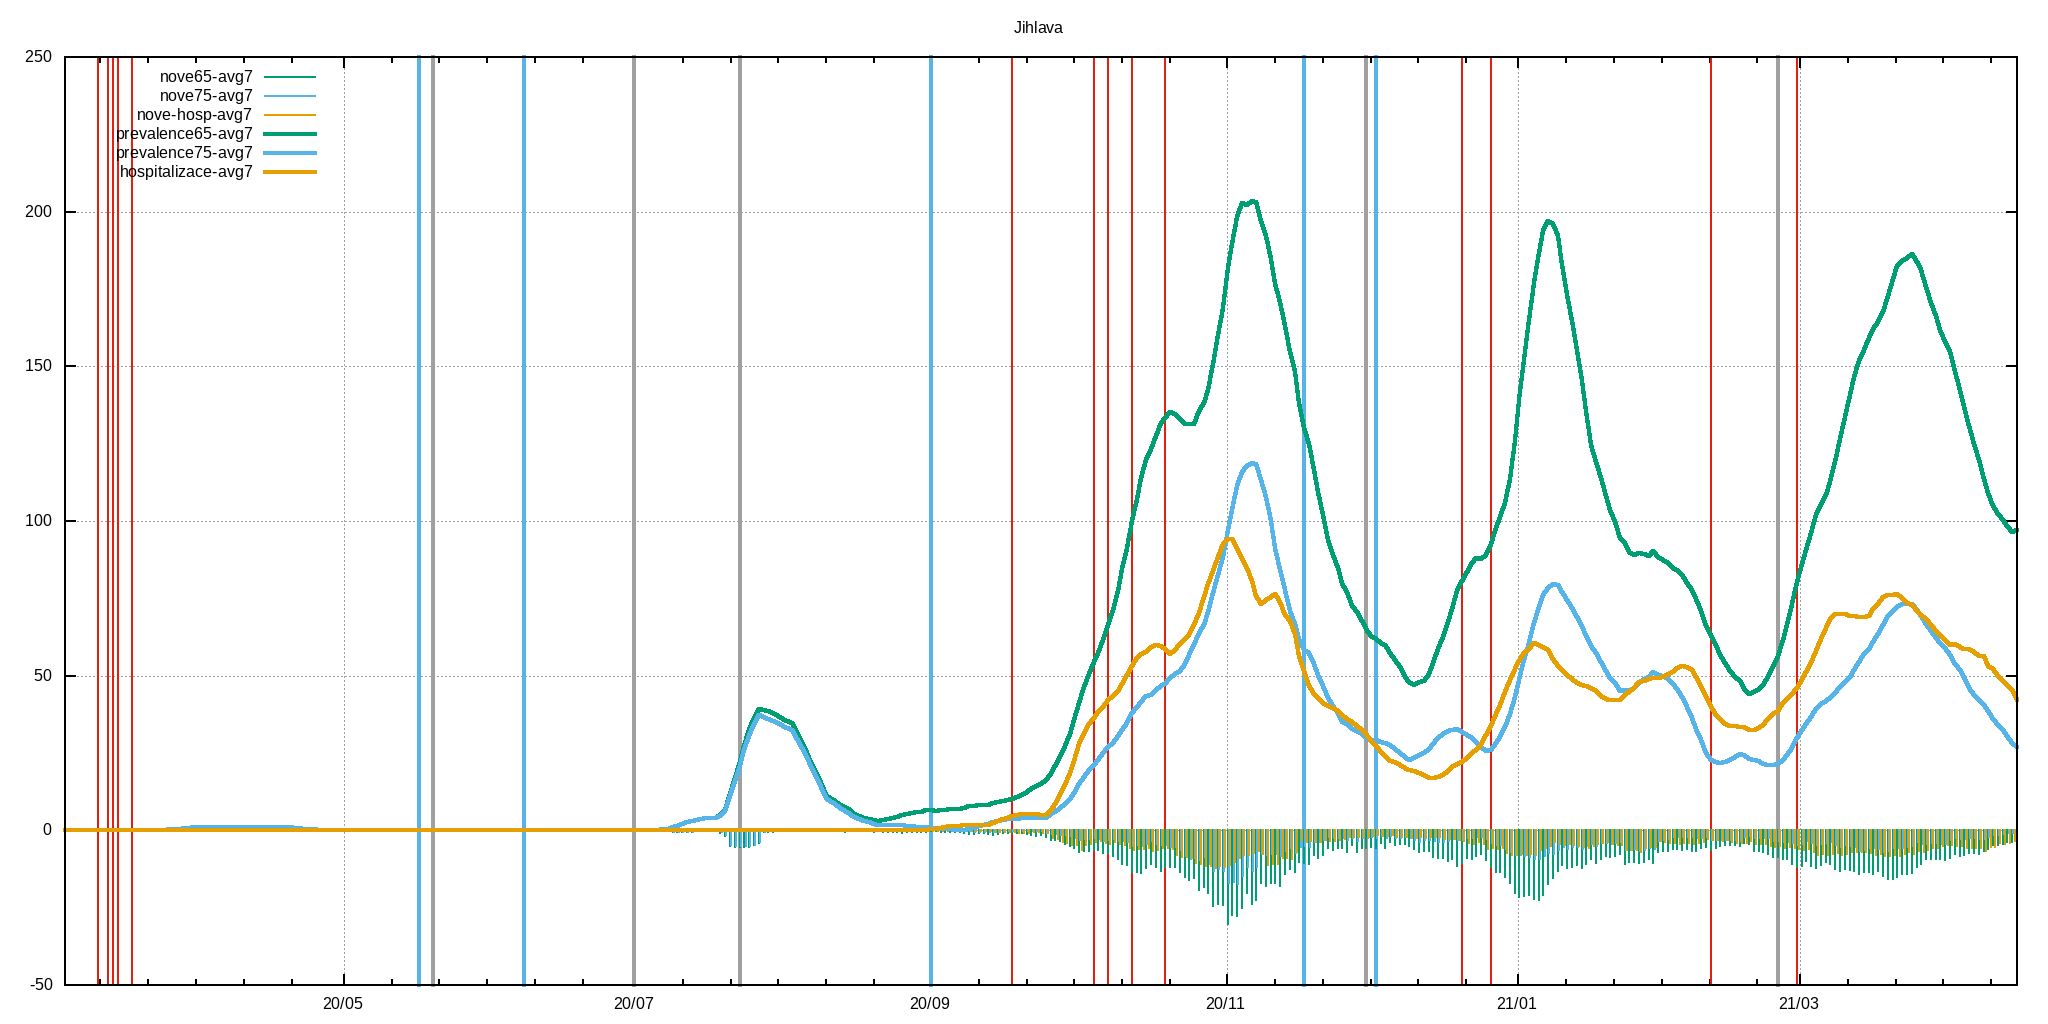 Jihlava
250
nove65-avg7
nove75-avg7
nove-hosp-avg7
prevalence65-avg7
prevalence75-avg7
hospitalizace-avg7
200
150
100
50
0
-50
20/05
20/07
20/09
20/11
21/01
21/03